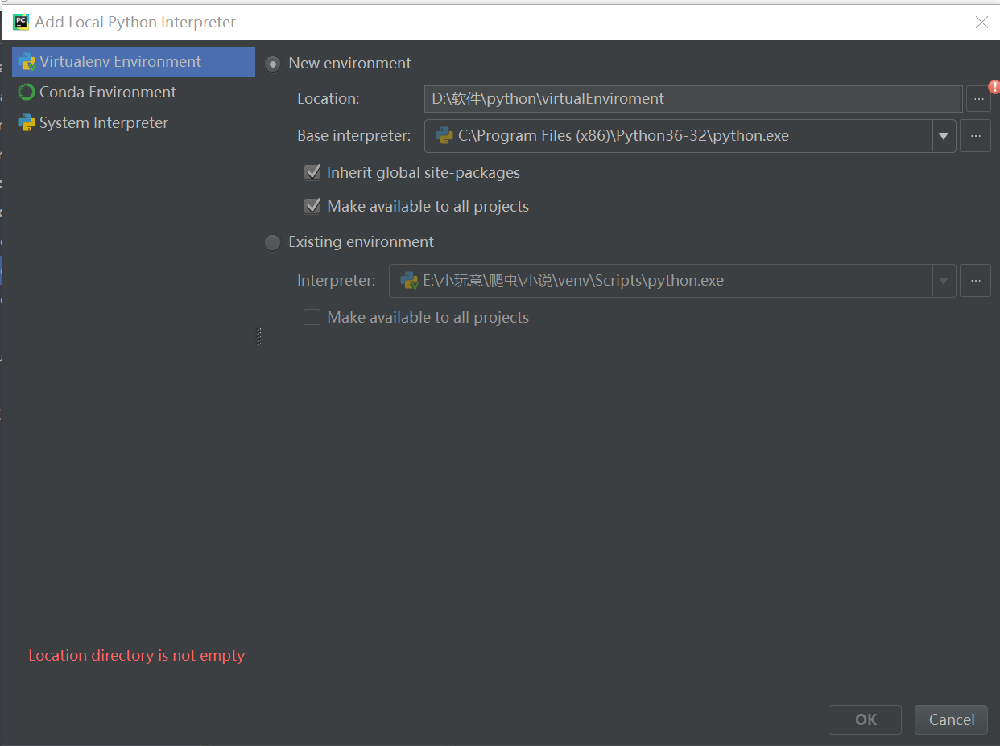 Add Local Python Interpreter
Virtualenv Environment
Conda Environment
System Interpreter
New environment
Location: D:\软件\python\virtualEnviroment ...
Base interpreter: C:\Program Files (x86)\Python36-32\python.exe ...
Inherit global site-packages
Make available to all projects
Existing environment
Interpreter: E:\小玩意\爬虫\小说\venv\Scripts\python.exe ...
Make available to all projects
Location directory is not empty
OK Cancel